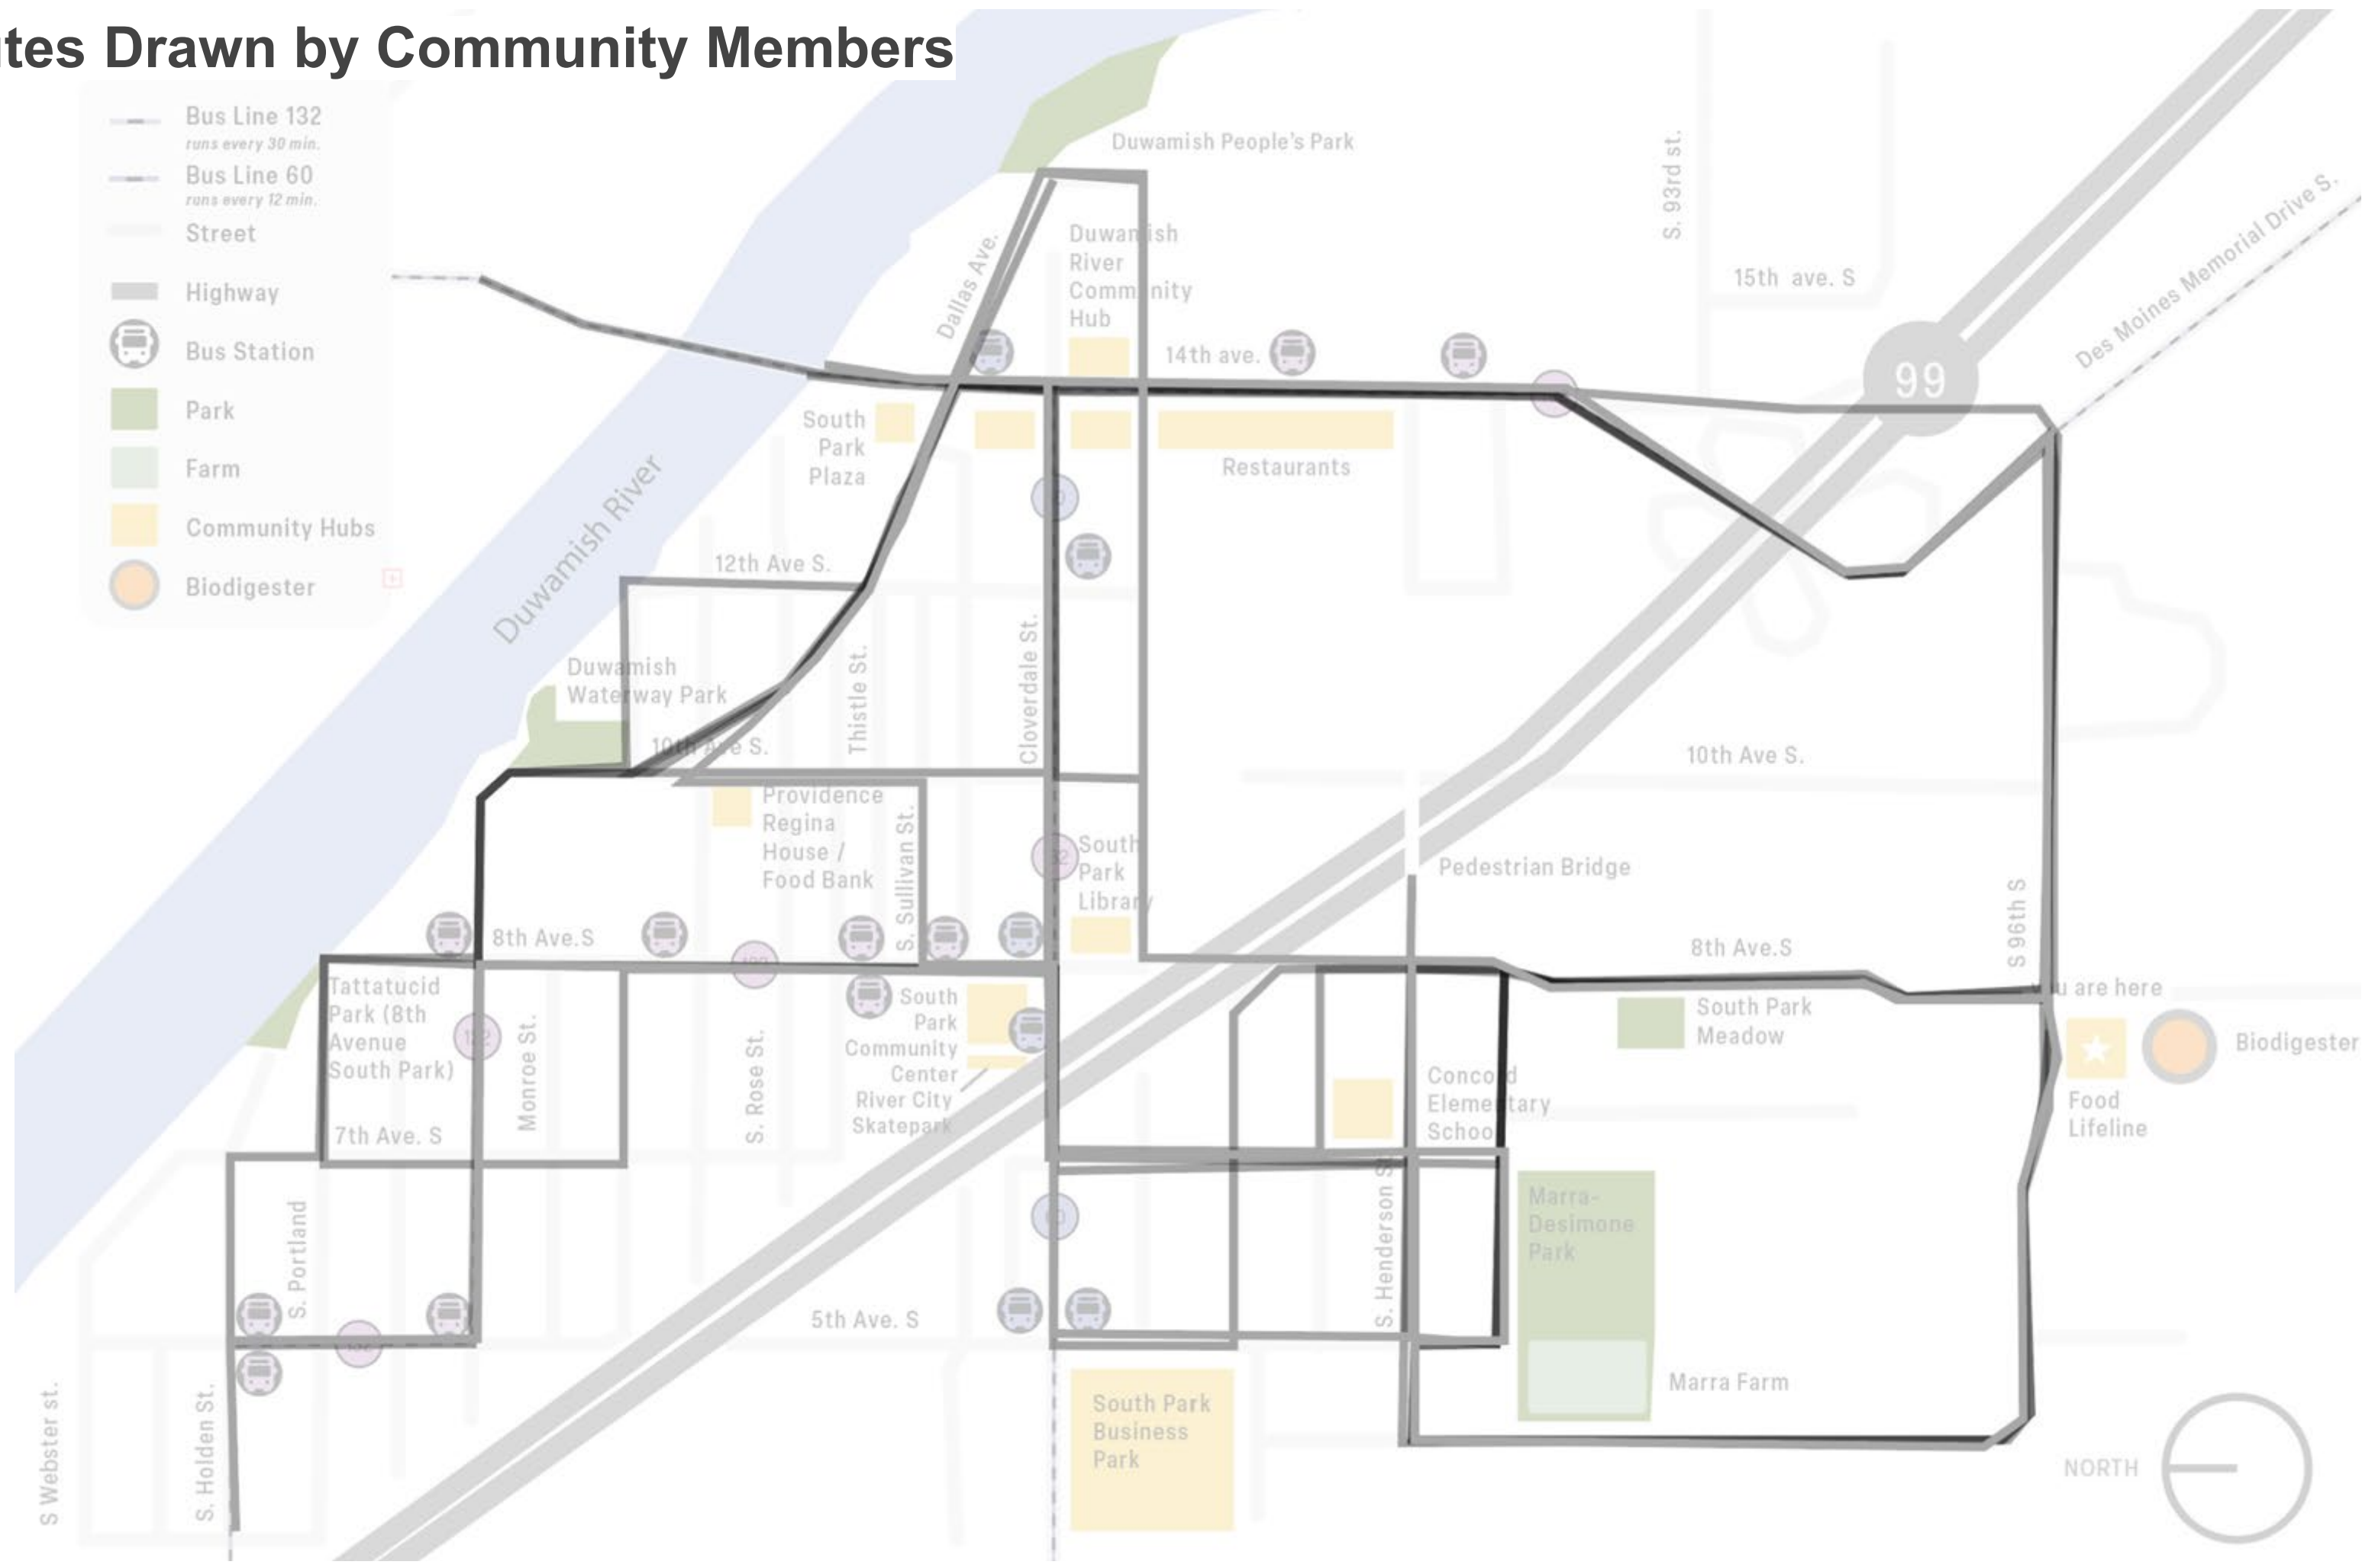 tes Drawn by Community Members
Bus Line 132
runs every 30 min.
Bus Line 60
runs every 12 min.
Street
Highway
Bus Station
Park
Farm
Community Hubs
Biodigester
Duwamish People's Park
S. 93rd st.
Des Moines Memorial Drive S.
Duwamish
River
Community
Hub
Dallas Ave.
15th ave. S
14th ave.
99
South
Park
Plaza
Restaurants
Duwamish River
12th Ave S.
Duwamish
Waterway Park
Thistle St.
Cloverdale St.
10th Ave S.
10th Ave S.
Providence
Regina
House /
Food Bank
S. Sullivan St.
South
Park
Library
Pedestrian Bridge
S 96th S
8th Ave.S
8th Ave.S
Tattatucid
Park (8th
Avenue
South Park)
Monroe St.
S. Rose St.
South
Park
Community
Center
River City
Skatepark
South Park
Meadow
are here
Biodigester
Food
Lifeline
Concord
Elementary
School
7th Ave. S
S. Portland
S. Henderson S
Marra-
Desimone
Park
5th Ave. S
Marra Farm
S Webster st.
S. Holden St.
South Park
Business
Park
NORTH